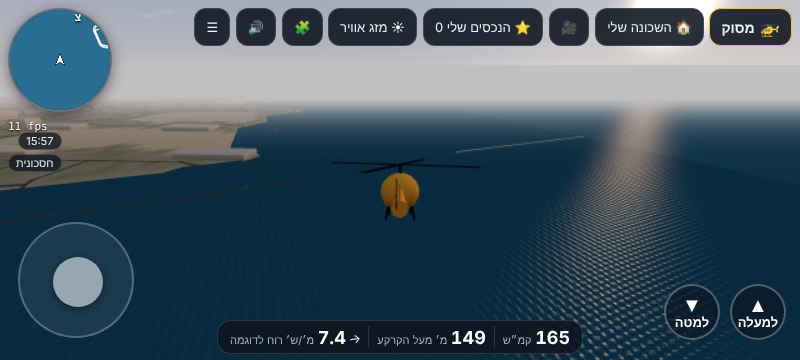 מסוק
השכונה שלי
הנכסים שלי 0
מזג אוויר
צ
11 fps
15:57
חסכונית
למעלה
למטה
165 קמ״ש
149 מ׳ מעל הקרקע
7.4 מ׳/ש׳ רוח לדוגמה